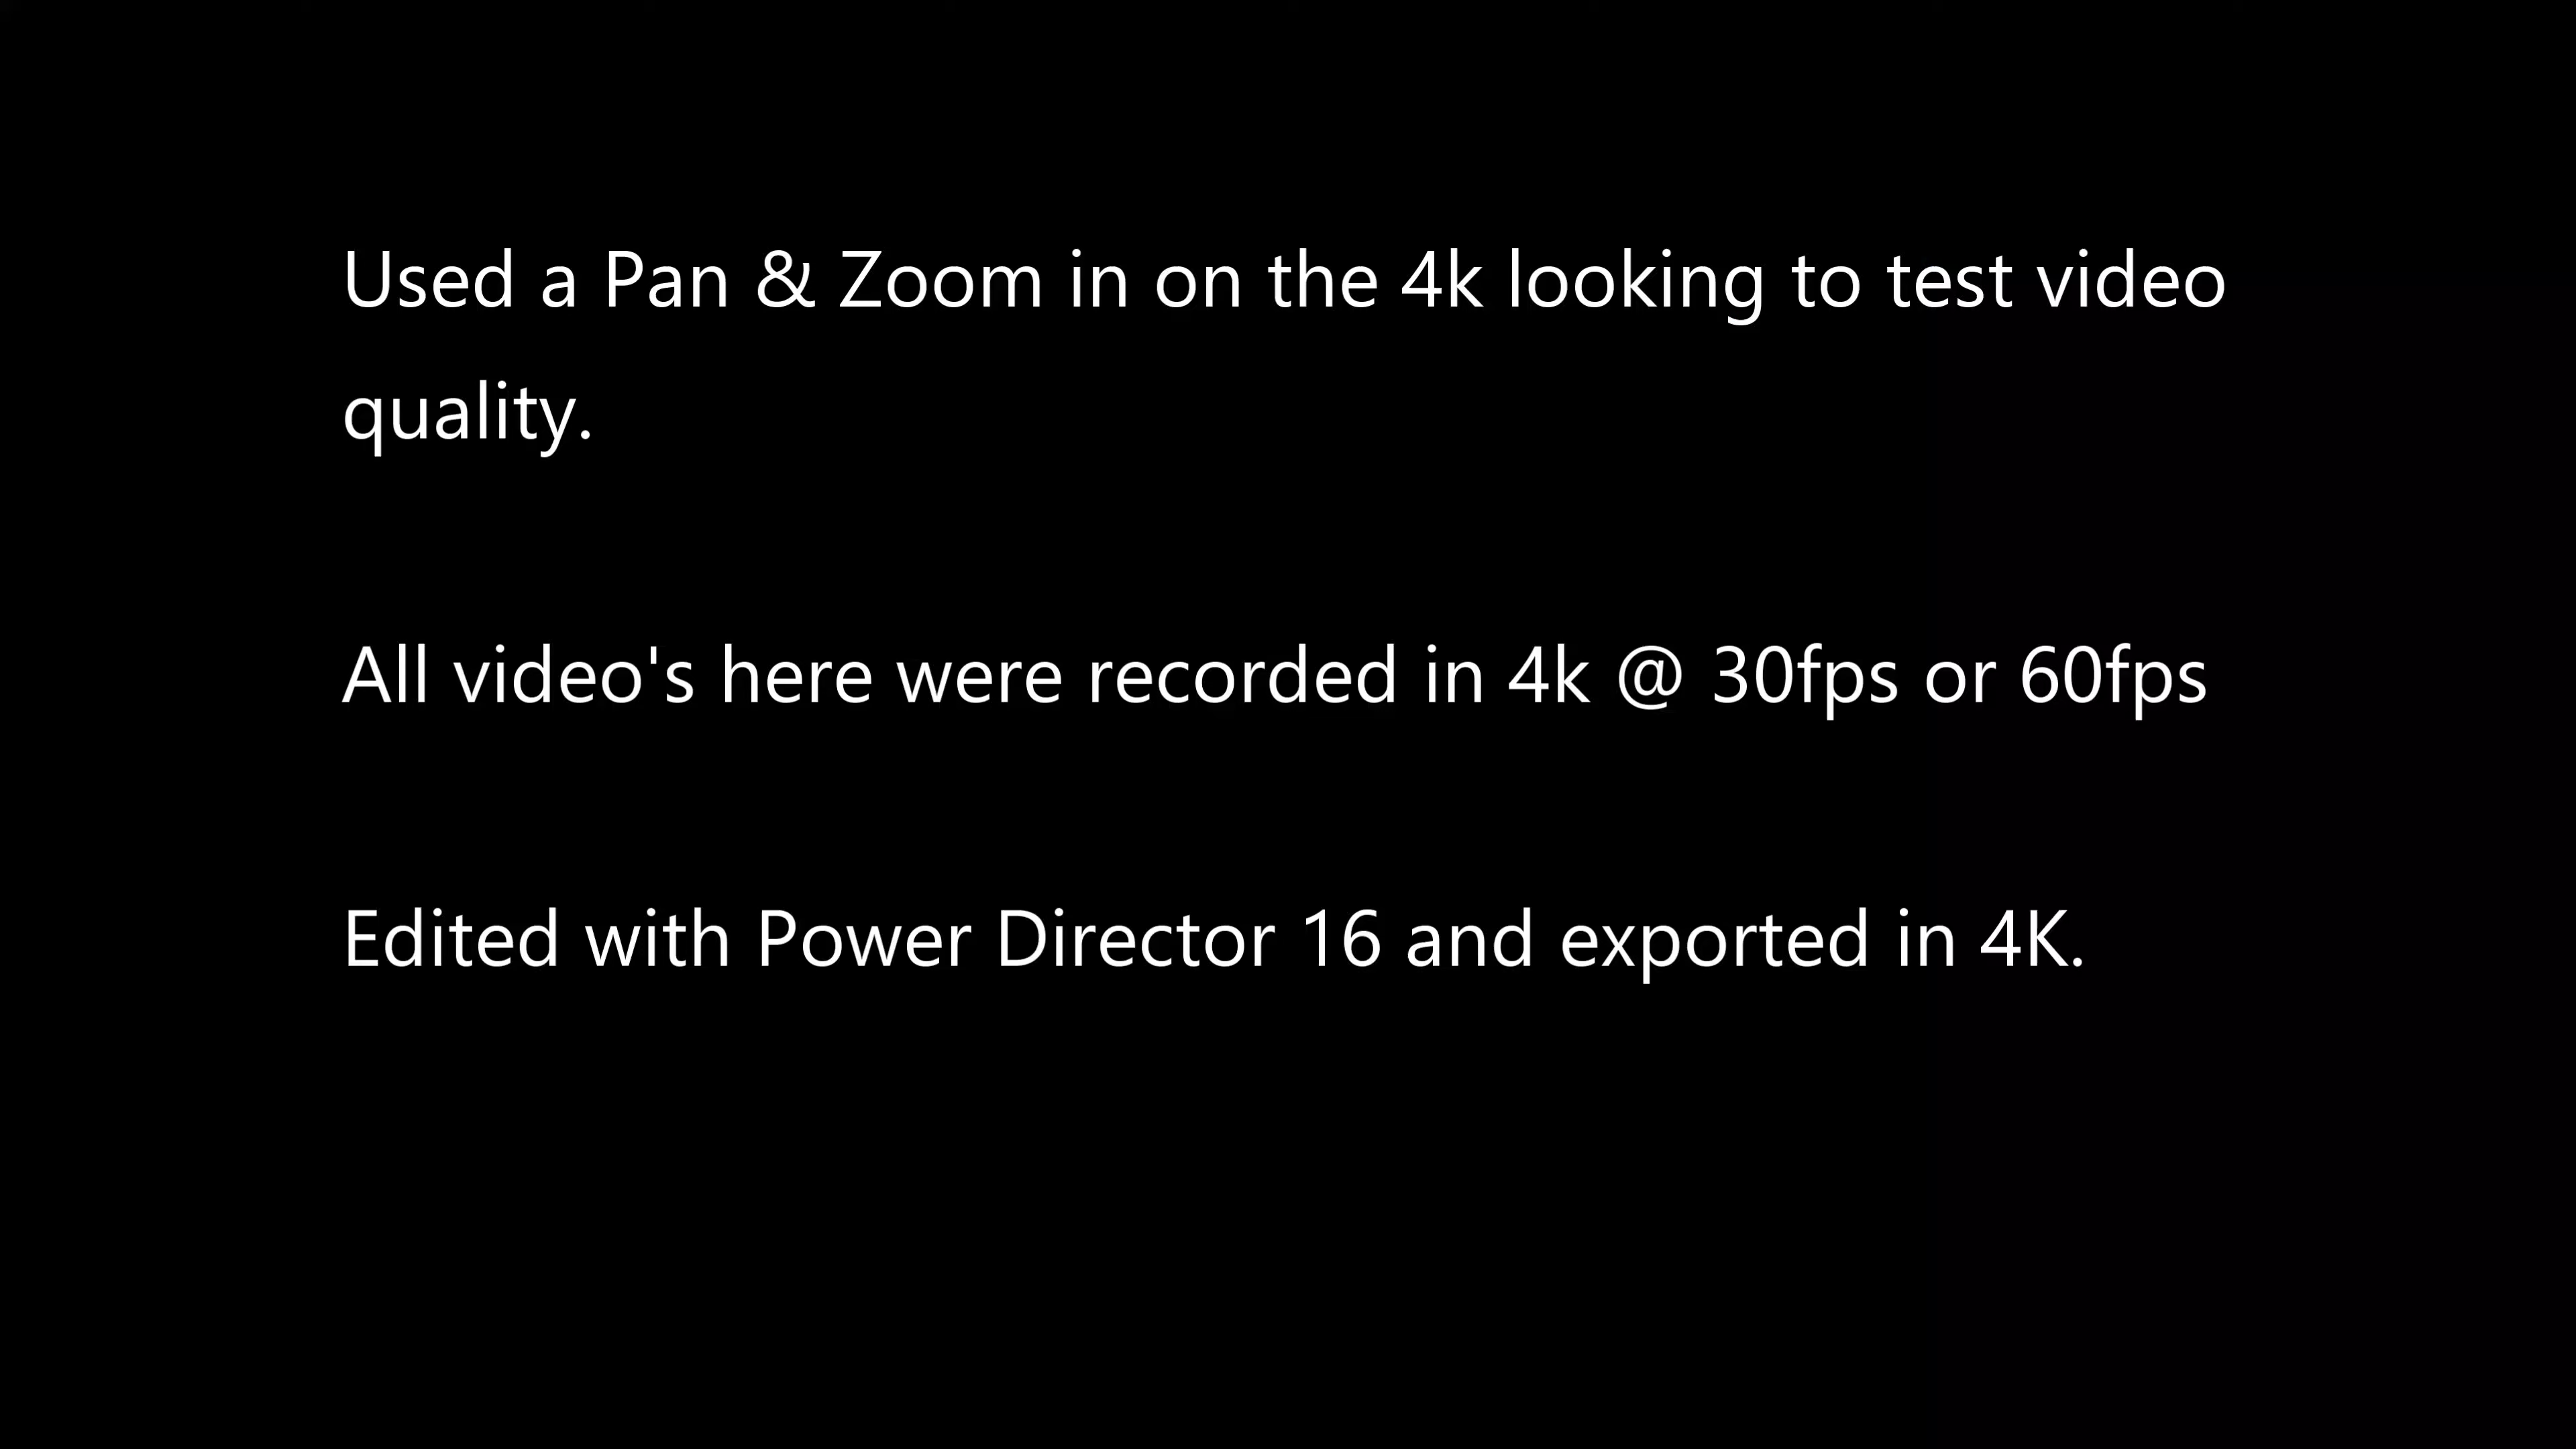 Used a Pan & Zoom in on the 4k looking to test video
quality.
All video's here were recorded in 4k @ 30fps or 60fps
Edited with Power Director 16 and exported in 4K.